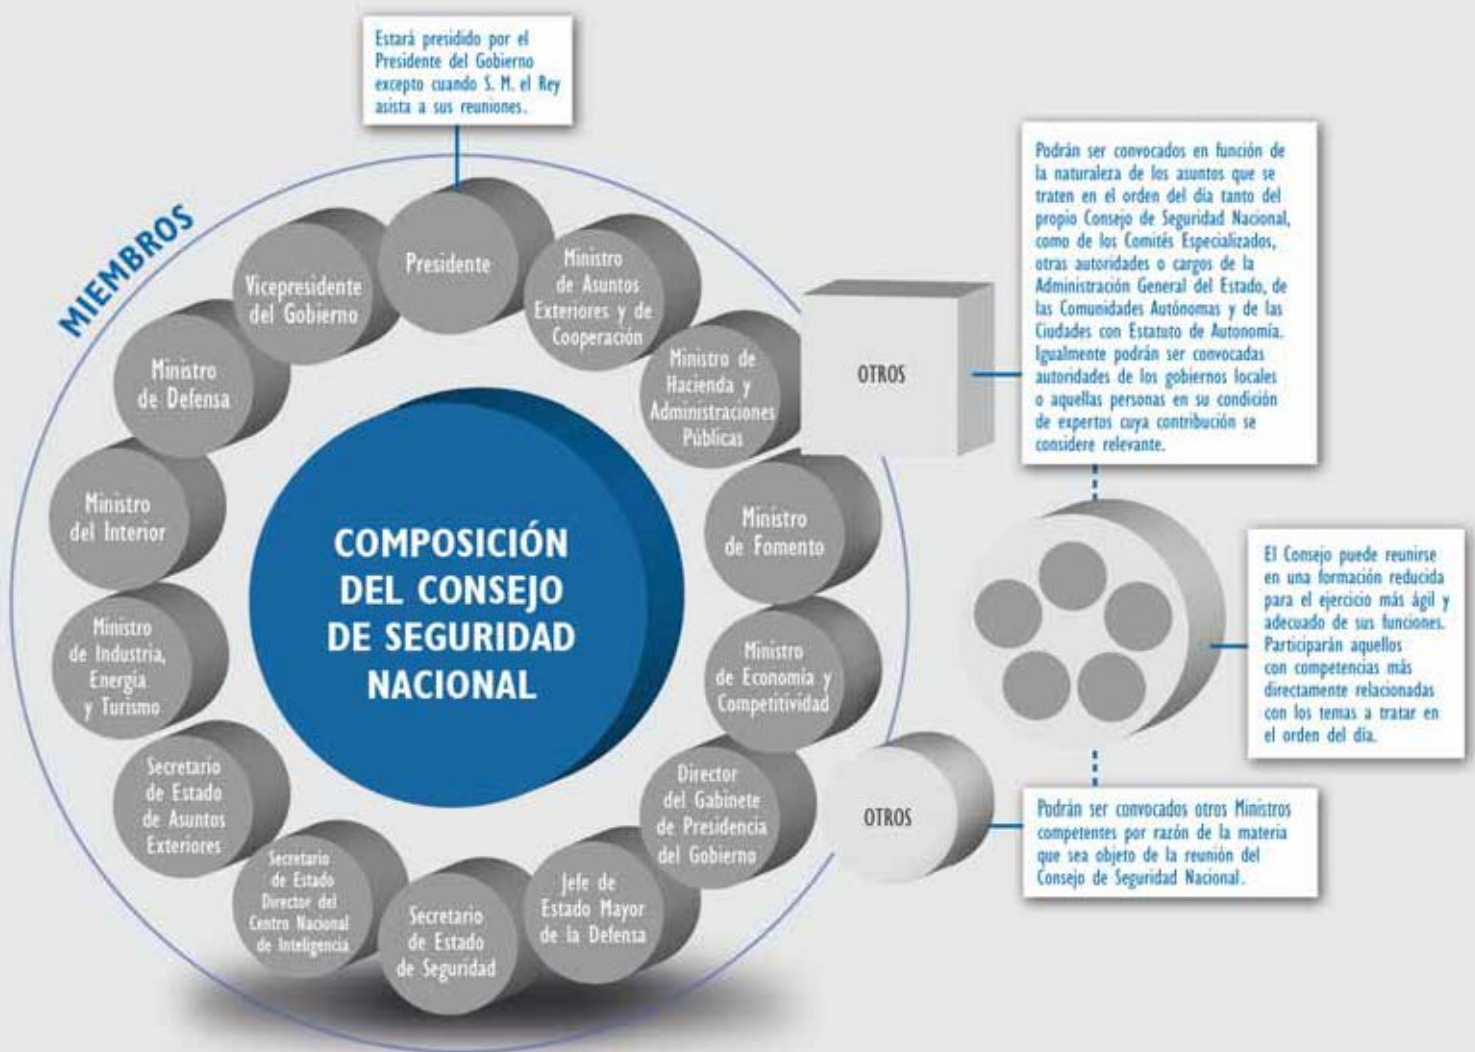 Estará presidido por el
Presidente del Gobierno
excepto cuando S. M. el Rey
asista a sus reuniones.
MIEMBROS
Presidente
Ministro
de Asuntos
Exteriores y de
Cooperación
Ministro de
Hacienda y
Administraciones
Públicas
Ministro
de Fomento
Ministro
de Economía y
Competitividad
Director
del Gabinete
de Presidencia
del Gobierno
Jefe de
Estado Mayor
de la Defensa
Secretario
de Estado
de Seguridad
Secretario
de Estado
Director del
Centro Nacional
de Inteligencia
Secretario
de Estado
de Asuntos
Exteriores
Ministro
de Industria,
Energía
y Turismo
Ministro
del Interior
Ministro
de Defensa
Vicepresidente
del Gobierno
COMPOSICIÓN
DEL CONSEJO
DE SEGURIDAD
NACIONAL
OTROS
Podrán ser convocados en función de
la naturaleza de los asuntos que se
traten en el orden del día tanto del
propio Consejo de Seguridad Nacional,
como de los Comités Especializados,
otras autoridades o cargos de la
Administración General del Estado, de
las Comunidades Autónomas y de las
Ciudades con Estatuto de Autonomía.
Igualmente podrán ser convocadas
autoridades de los gobiernos locales
o aquellas personas en su condición
de expertos cuya contribución se
considere relevante.
El Consejo puede reunirse
en una formación reducida
para el ejercicio más ágil y
adecuado de sus funciones.
Participarán aquellos
con competencias más
directamente relacionadas
con los temas a tratar en
el orden del día.
OTROS
Podrán ser convocados otros Ministros
competentes por razón de la materia
que sea objeto de la reunión del
Consejo de Seguridad Nacional.